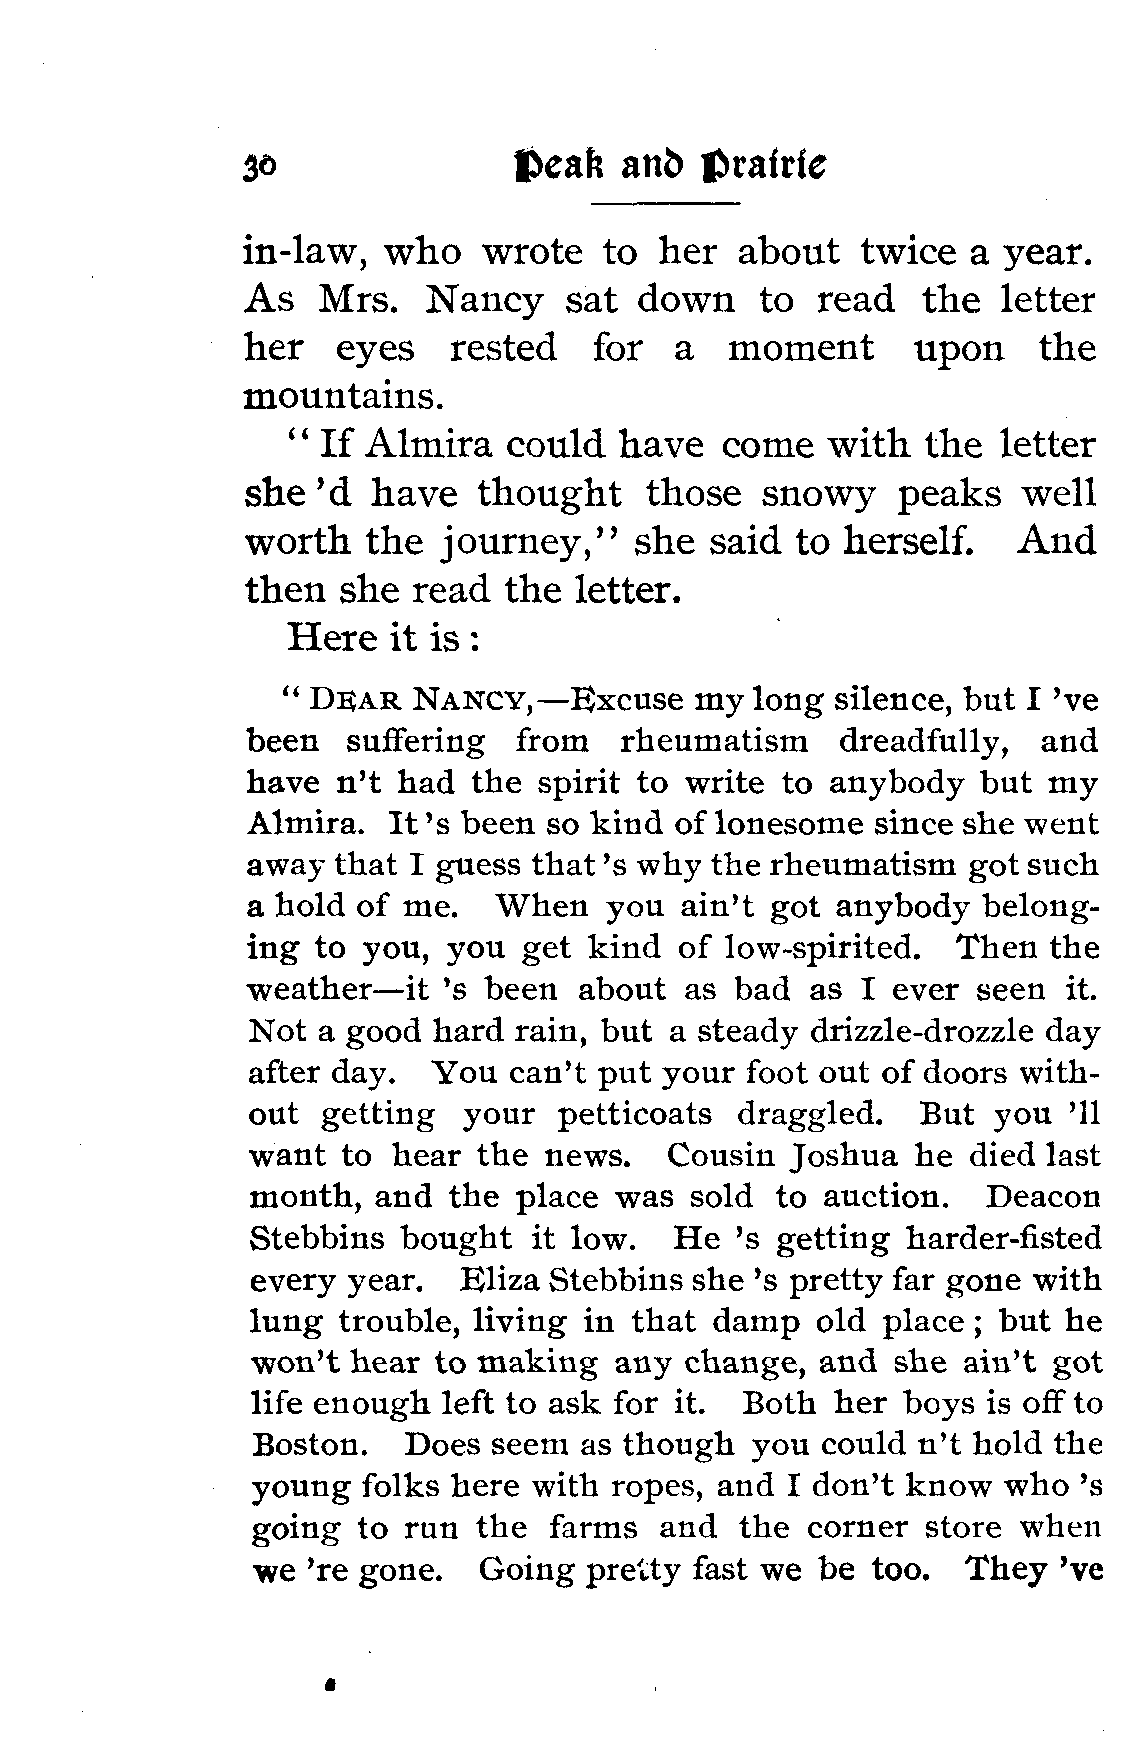 30 Peak and Prairie
in-law, who wrote to her about twice a year.
As Mrs. Nancy sat down to read the letter
her eyes rested for a moment upon the
mountains.
" If Almira could have come with the letter
she 'd have thought those snowy peaks well
worth the journey," she said to herself. And
then she read the letter.
Here it is :
" DEAR NANCY,—Excuse my long silence, but I 've
been suffering from rheumatism dreadfully, and
have n't had the spirit to write to anybody but my
Almira. It 's been so kind of lonesome since she went
away that I guess that 's why the rheumatism got such
a hold of me. When you ain't got anybody belong-
ing to you, you get kind of low-spirited. Then the
weather—it 's been about as bad as I ever seen it.
Not a good hard rain, but a steady drizzle-drozzle day
after day. You can't put your foot out of doors with-
out getting your petticoats draggled. But you 'll
want to hear the news. Cousin Joshua he died last
month, and the place was sold to auction. Deacon
Stebbins bought it low. He 's getting harder-fisted
every year. Eliza Stebbins she 's pretty far gone with
lung trouble, living in that damp old place ; but he
won't hear to making any change, and she ain't got
life enough left to ask for it. Both her boys is off to
Boston. Does seem as though you could n't hold the
young folks here with ropes, and I don't know who 's
going to run the farms and the corner store when
we 're gone. Going pretty fast we be too. They 've